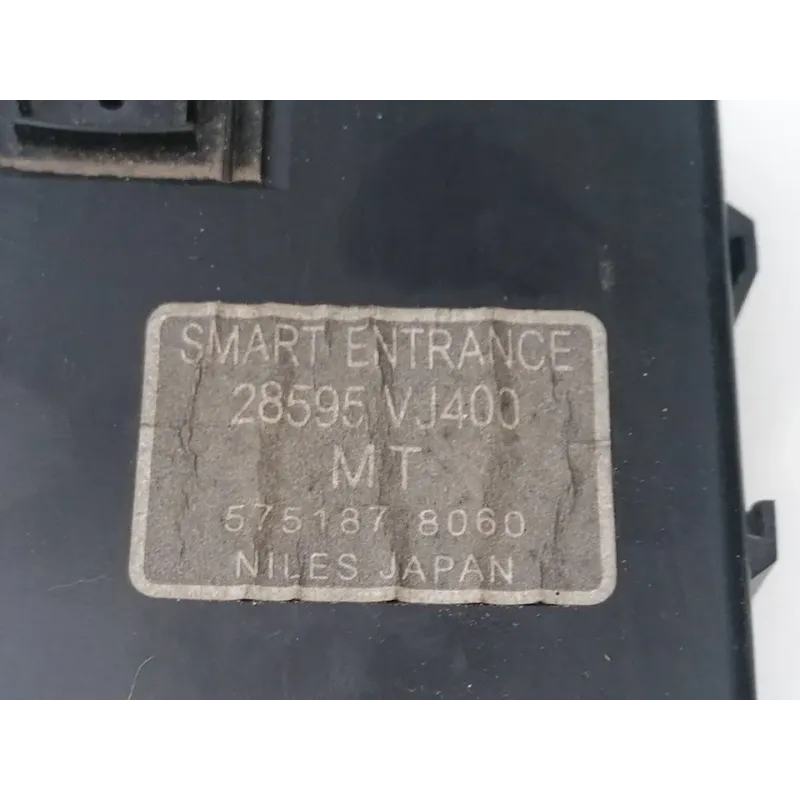 SMART ENTRANCE
28595 VJ400
MT
575187 8060
NILES JAPAN